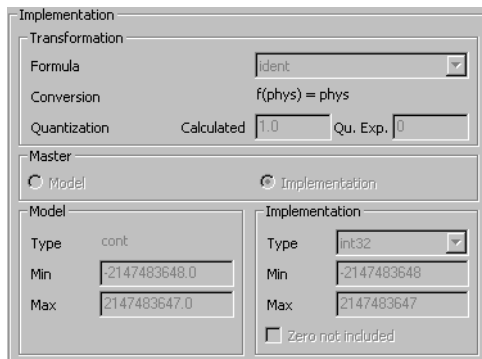 Implementation
Transformation
Formula ident
Conversion f(phys) = phys
Quantization Calculated 1.0 Qu. Exp. 0
Master
Model Implementation
Model Implementation
Type cont Type int32
Min -2147483648.0 Min -2147483648
Max 2147483647.0 Max 2147483647
Zero not included